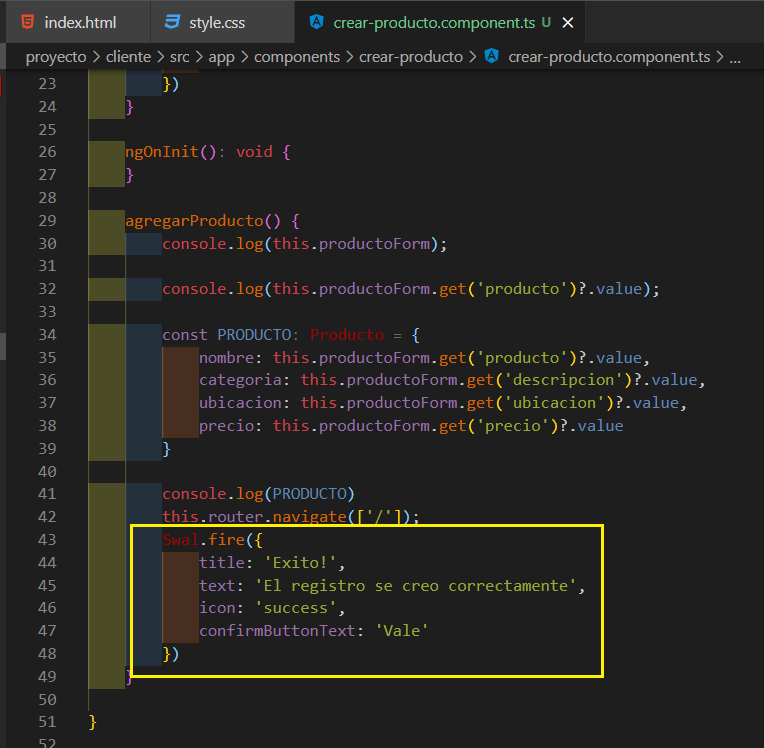 index.html
style.css
crear-producto.component.ts U ×
proyecto > cliente > src > app > components > crear-producto > crear-producto.component.ts > ...
23 })
24 }
25
26 ngOnInit(): void {
27 }
28
29 agregarProducto() {
30 console.log(this.productoForm);
31
32 console.log(this.productoForm.get('producto')?.value);
33
34 const PRODUCTO: Producto = {
35 nombre: this.productoForm.get('producto')?.value,
36 categoria: this.productoForm.get('descripcion')?.value,
37 ubicacion: this.productoForm.get('ubicacion')?.value,
38 precio: this.productoForm.get('precio')?.value
39 }
40
41 console.log(PRODUCTO)
42 this.router.navigate(['/']);
43 Swal.fire({
44 title: 'Exito!',
45 text: 'El registro se creo correctamente',
46 icon: 'success',
47 confirmButtonText: 'Vale'
48 })
49 }
50
51 }
52